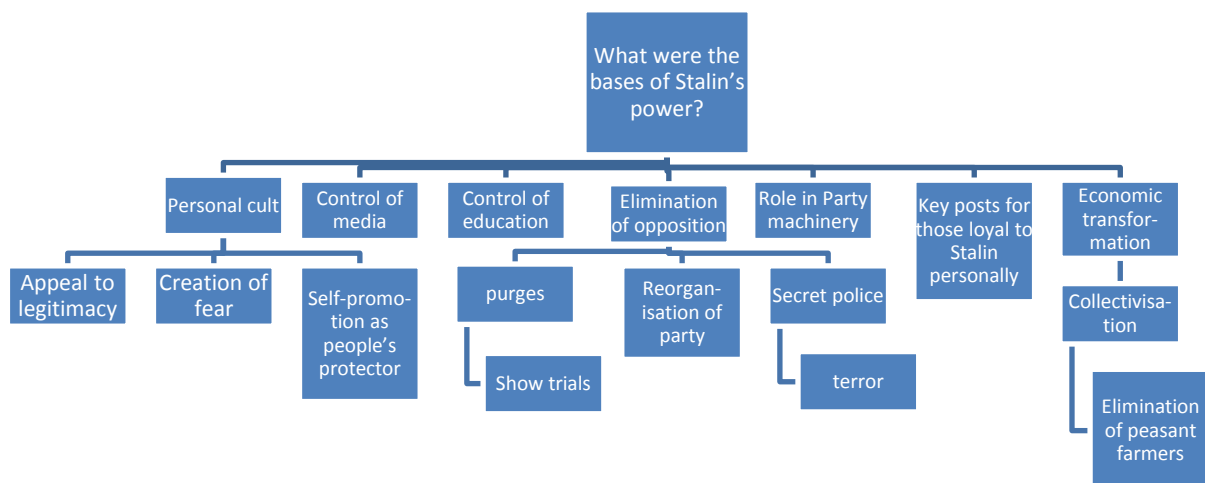 What were the
bases of Stalin’s
power?
Personal cult
Control of
media
Control of
education
Elimination
of opposition
Role in Party
machinery
Key posts for
those loyal to
Stalin
personally
Economic
transfor-
mation
Appeal to
legitimacy
Creation of
fear
Self-promo-
tion as
people’s
protector
purges
Show trials
Reorgan-
isation of
party
Secret police
terror
Collectivisa-
tion
Elimination
of peasant
farmers